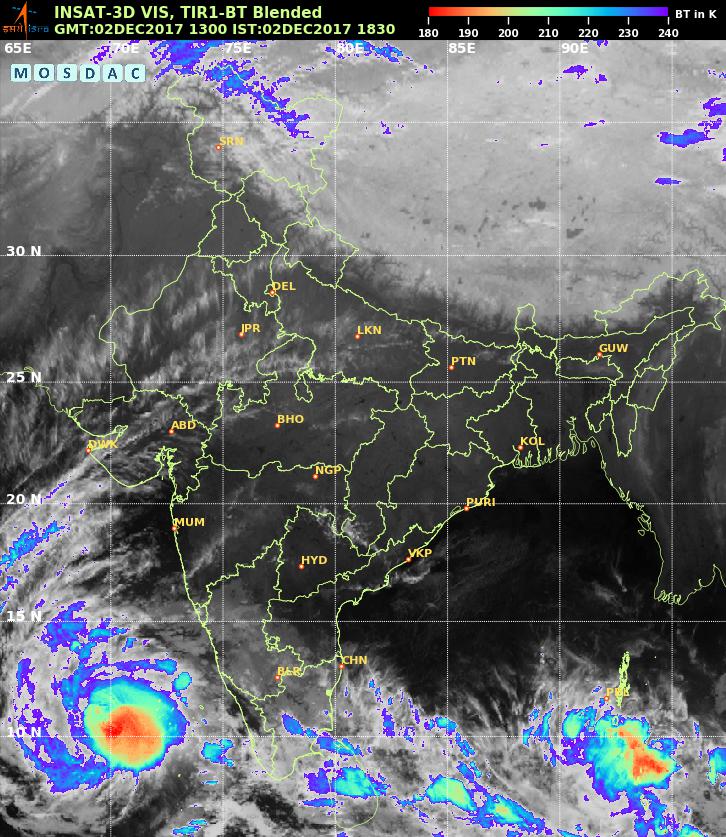 INSAT-3D VIS, TIR1-BT Blended
GMT:02DEC2017 1300 IST:02DEC2017 1830
BT in K
180 190 200 210 220 230 240
65E 70E 75E 80E 85E 90E
MOSDAC
SRN
30 N
DEL
JPR LKN
GUW
PTN
25 N
ABD BHO
DWK KOL
NGP
20 N
PURI
MUM
VKP
HYD
15 N
CHN
BLR
PBL
10 N